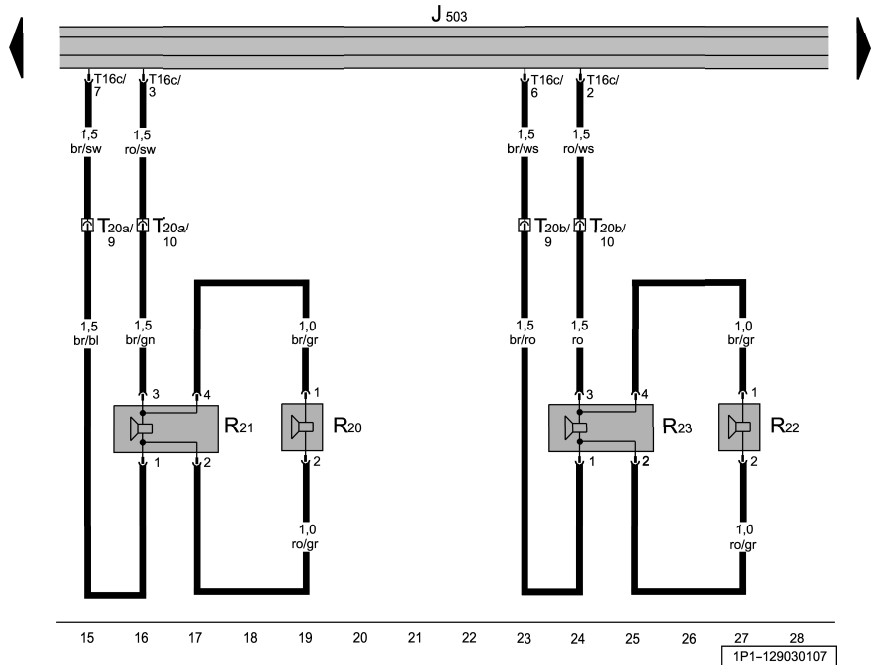 J 503
T16c/ T16c/ T16c/ T16c/
7 3 6 2
1,5 1,5 1,5 1,5
br/sw ro/sw br/ws ro/ws
T20a/ T20a/ T20b/ T20b/
9 10 9 10
1,5 1,5 1,0 1,5 1,5 1,0
br/bl br/gn br/gr br/ro ro br/gr
3 4 1 3 4 1
R21 R20 R23 R22
1 2 2 1 2 2
1,0 1,0
ro/gr ro/gr
15 16 17 18 19 20 21 22 23 24 25 26 27 28
1P1-129030107